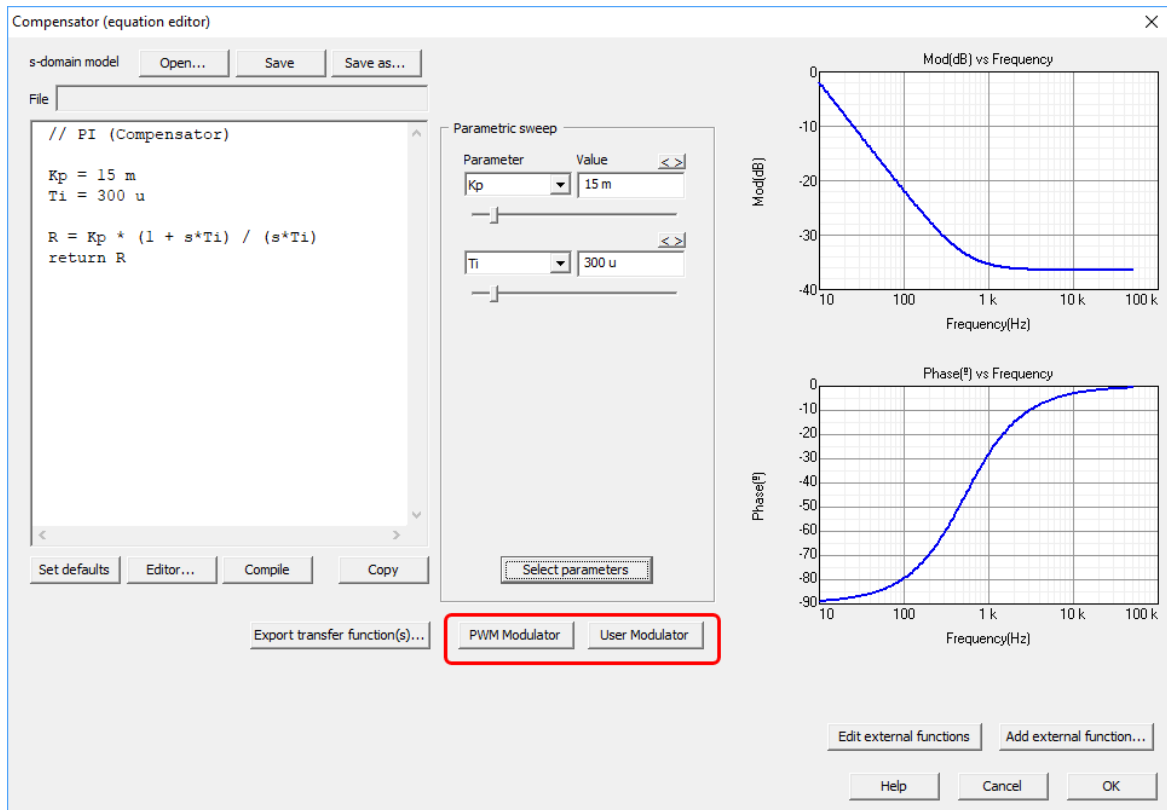 Compensator (equation editor)
s-domain model Open... Save Save as...
File
// PI (Compensator)
Kp = 15 m
Ti = 300 u
R = Kp * (1 + s*Ti) / (s*Ti)
return R
Set defaults Editor... Compile Copy
Export transfer function(s)...
Parametric sweep
Parameter Value < >
Kp 15 m
< >
Ti 300 u
Select parameters
PWM Modulator User Modulator
Mod(dB) vs Frequency
Mod(dB)
0
-10
-20
-30
-40
10 100 1 k 10 k 100 k
Frequency(Hz)
Phase(º) vs Frequency
Phase(º)
0
-10
-20
-30
-40
-50
-60
-70
-80
-90
10 100 1 k 10 k 100 k
Frequency(Hz)
Edit external functions Add external function...
Help Cancel OK